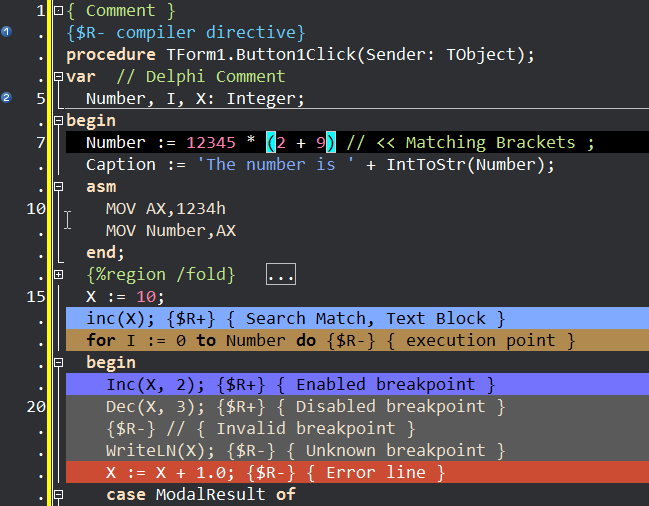 1 { Comment }
1 . {$R- compiler directive}
. procedure TForm1.Button1Click(Sender: TObject);
. var // Delphi Comment
2 5 Number, I, X: Integer;
. begin
7 Number := 12345 * (2 + 9) // << Matching Brackets ;
. Caption := 'The number is ' + IntToStr(Number);
. asm
10 MOV AX,1234h
. MOV Number,AX
. end;
. {%region /fold} ...
15 X := 10;
. inc(X); {$R+} { Search Match, Text Block }
. for I := 0 to Number do {$R-} { execution point }
. begin
. Inc(X, 2); {$R+} { Enabled breakpoint }
20 Dec(X, 3); {$R+} { Disabled breakpoint }
. {$R-} // { Invalid breakpoint }
. WriteLN(X); {$R-} { Unknown breakpoint }
. X := X + 1.0; {$R-} { Error line }
. case ModalResult of